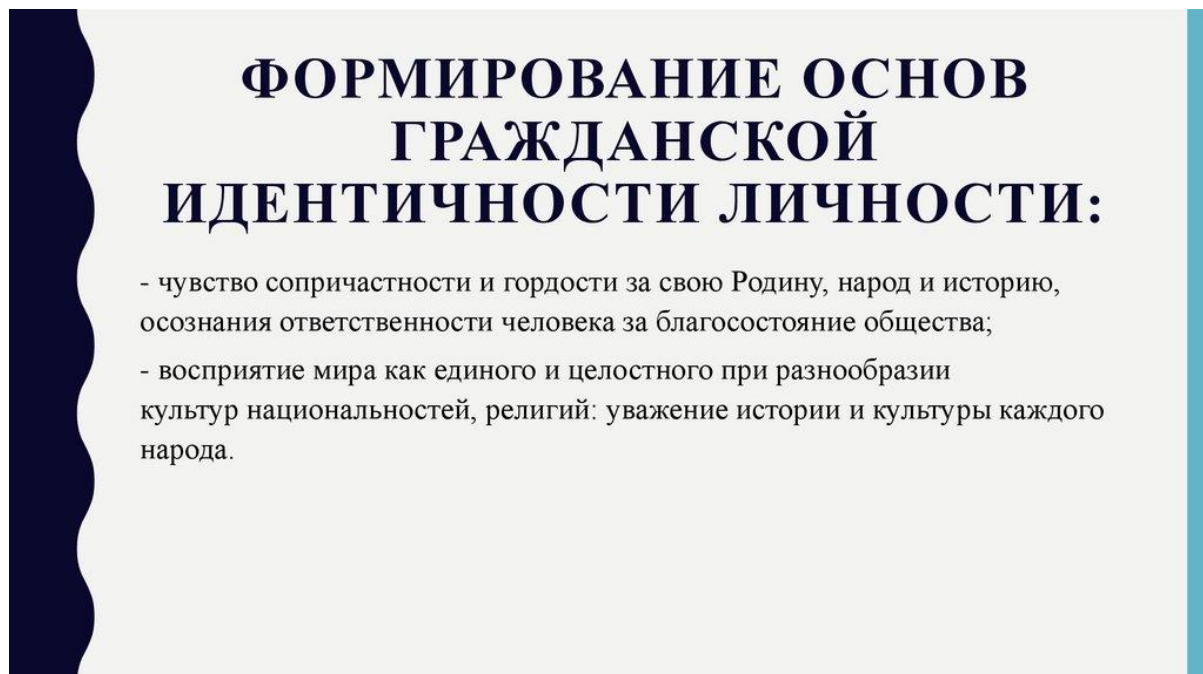 ФОРМИРОВАНИЕ ОСНОВ
ГРАЖДАНСКОЙ
ИДЕНТИЧНОСТИ ЛИЧНОСТИ:
- чувство сопричастности и гордости за свою Родину, народ и историю,
осознания ответственности человека за благосостояние общества;
- восприятие мира как единого и целостного при разнообразии
культур национальностей, религий: уважение истории и культуры каждого
народа.